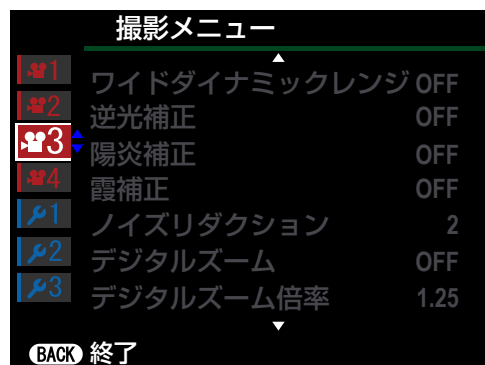 撮影メニュー
1
2
3
4
1
2
3
ワイドダイナミックレンジ OFF
逆光補正 OFF
陽炎補正 OFF
霞補正 OFF
ノイズリダクション 2
デジタルズーム OFF
デジタルズーム倍率 1.25
BACK 終了